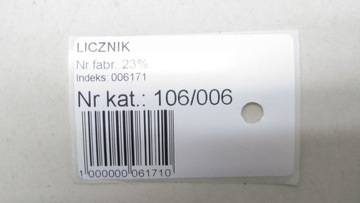 LICZNIK
Nr fabr. 23%
Indeks: 006171
Nr kat.: 106/006
1 000000 061710